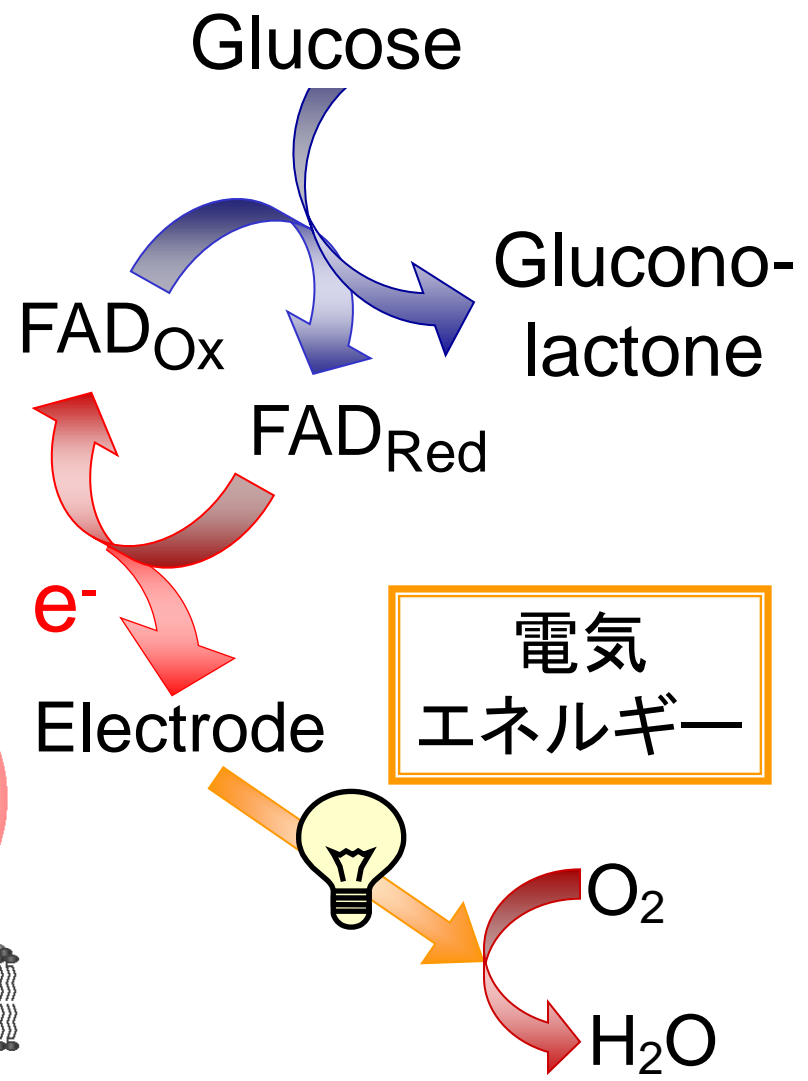 Glucose
Glucono-
lactone
FADOx
FADRed
e-
電気
エネルギー
Electrode
O2
H2O